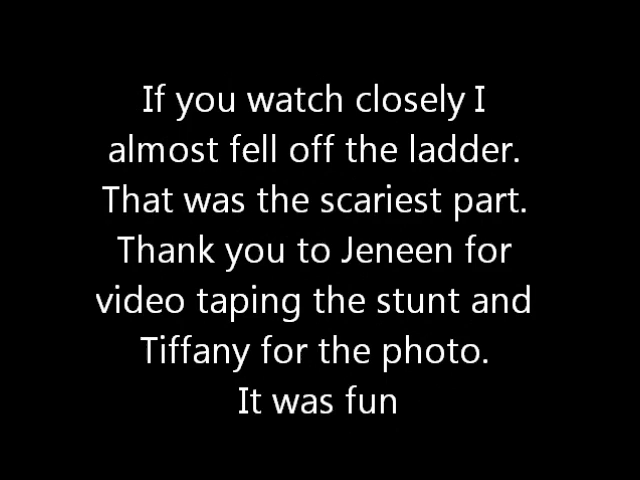 If you watch closely I
almost fell off the ladder.
That was the scariest part.
Thank you to Jeneen for
video taping the stunt and
Tiffany for the photo.
It was fun